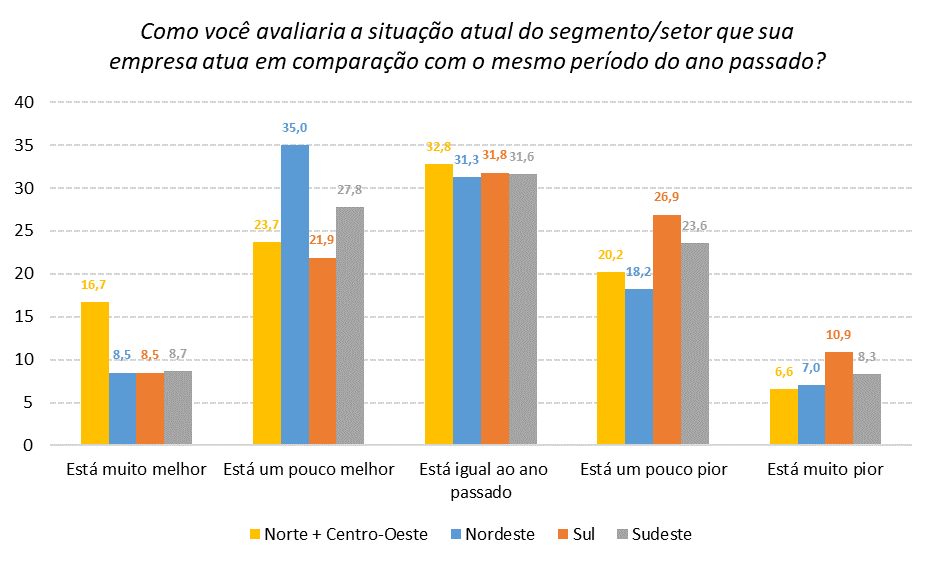 Como você avaliaria a situação atual do segmento/setor que sua
empresa atua em comparação com o mesmo período do ano passado?
40
35
30
25
20
15
10
5
0
16,7
8,5
8,5
8,7
23,7
35,0
21,9
27,8
32,8
31,3
31,8
31,6
20,2
18,2
26,9
23,6
6,6
7,0
10,9
8,3
Está muito melhor
Está um pouco melhor
Está igual ao ano
passado
Está um pouco pior
Está muito pior
Norte + Centro-Oeste
Nordeste
Sul
Sudeste